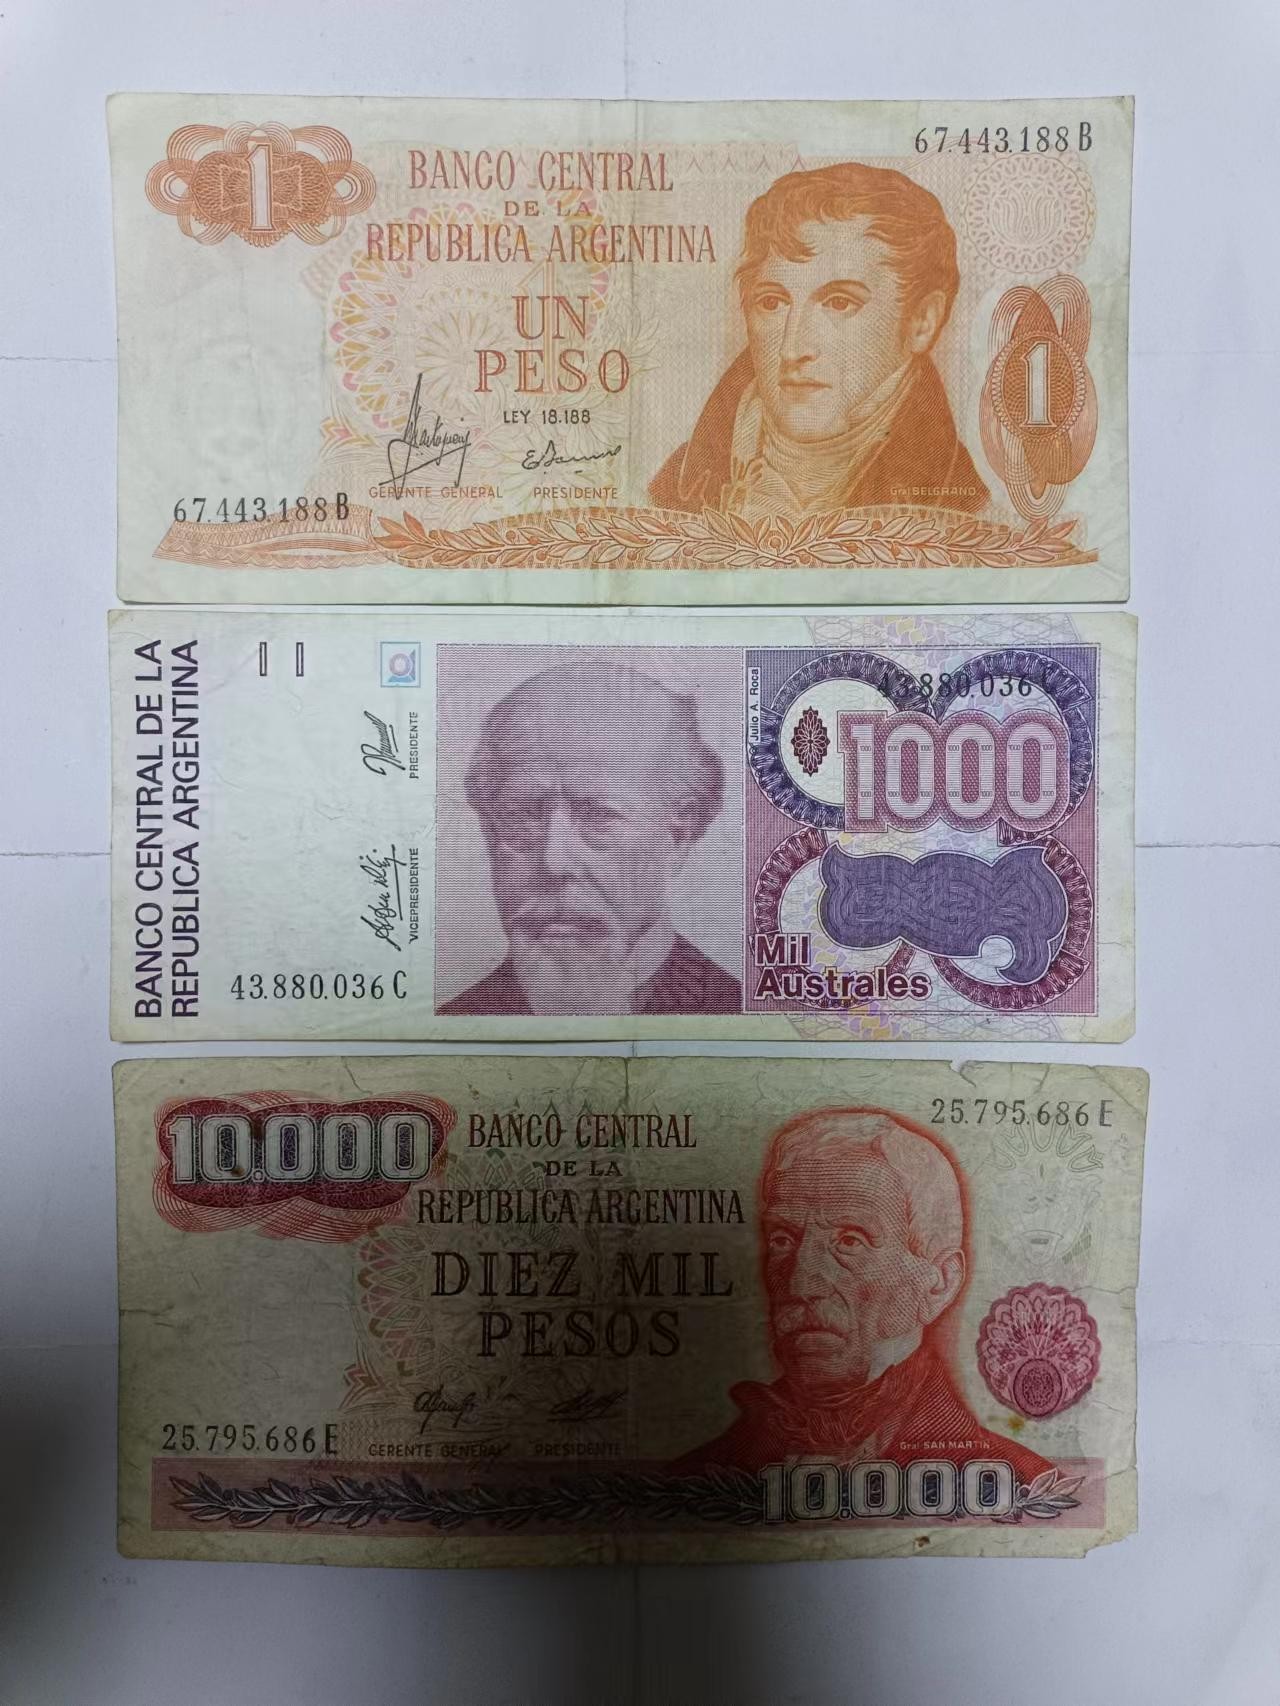 1
67.443.188 B
BANCO CENTRAL
DE LA
REPUBLICA ARGENTINA
UN
PESO
LEY 18.188
1
GERENTE GENERAL PRESIDENTE
Gral BELGRANO
67.443.188 B
BANCO CENTRAL DE LA
REPUBLICA ARGENTINA
PRESIDENTE
VICEPRESIDENTE
43.880.036 C
Julio A. Roca
43.880.036 C
1000
Mil
Australes
10.000
25.795.686 E
BANCO CENTRAL
DE LA
REPUBLICA ARGENTINA
DIEZ MIL
PESOS
25.795.686 E
GERENTE GENERAL PRESIDENTE
Gral SAN MARTIN
10.000